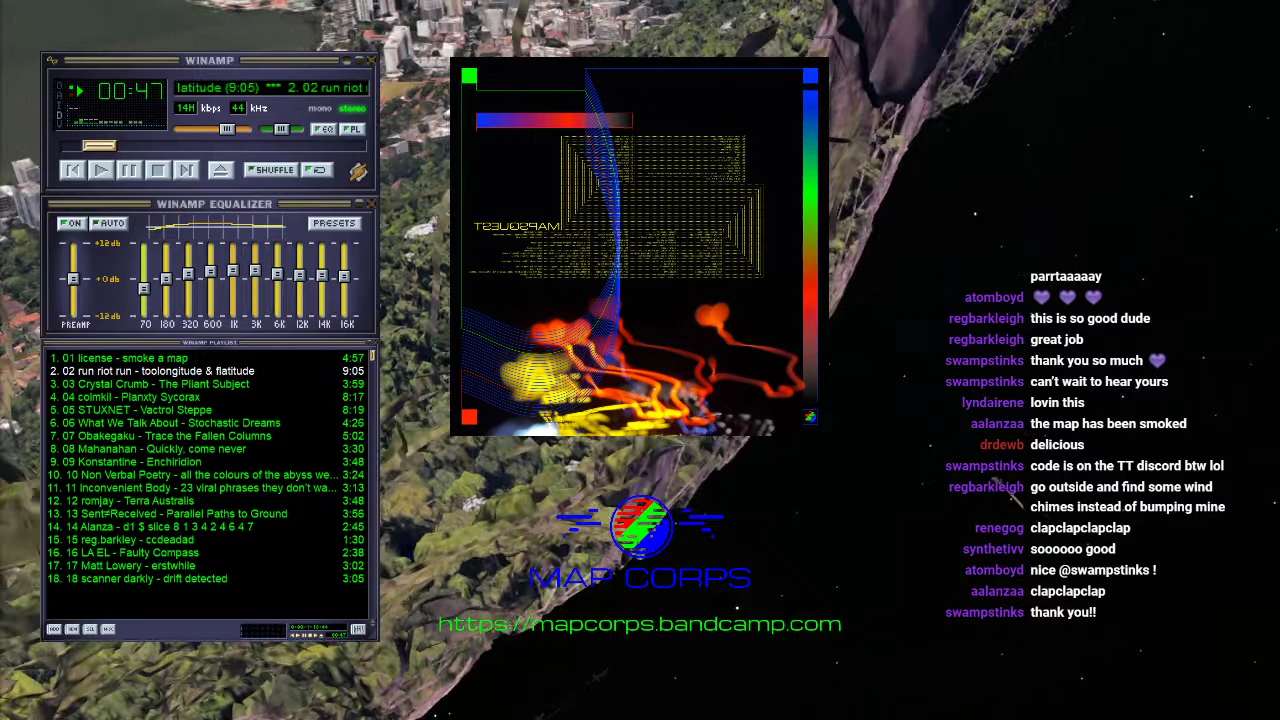 WINAMP
00:47
latitude (9:05) *** 2. 02 run riot
14H kbps 44 kHz mono stereo
EQ PL
SHUFFLE
WINAMP EQUALIZER
ON AUTO PRESETS
+12 db
+0 db
-12 db
PREAMP 70 180 320 600 1K 3K 6K 12K 14K 16K
WINAMP PLAYLIST
1. 01 license - smoke a map 4:57
2. 02 run riot run - toolongitude & flatitude 9:05
3. 03 Crystal Crumb - The Pliant Subject 3:59
4. 04 colmkil - Planxty Sycorax 8:17
5. 05 STUXNET - Vactrol Steppe 8:19
6. 06 What We Talk About - Stochastic Dreams 4:26
7. 07 Obakegaku - Trace the Fallen Columns 5:02
8. 08 Mahanahan - Quickly, come never 3:30
9. 09 Konstantine - Enchiridion 3:48
10. 10 Non Verbal Poetry - all the colours of the abyss we... 3:24
11. 11 Inconvenient Body - 23 viral phrases they don't wa... 3:13
12. 12 romjay - Terra Australis 3:48
13. 13 Sent≠Received - Parallel Paths to Ground 3:56
14. 14 Alanza - d1 $ slice 8 1 3 4 2 4 6 4 7 2:45
15. 15 reg.barkley - ccdeadad 1:30
16. 16 LA EL - Faulty Compass 2:38
17. 17 Matt Lowery - erstwhile 3:02
18. 18 scanner darkly - drift detected 3:05
ADD REM SEL MISC
MAPSQUEST
MAP CORPS
https://mapcorps.bandcamp.com
parrtaaaaay
atomboyd 💜 💜 💜
regbarkleigh this is so good dude
regbarkleigh great job
swampstinks thank you so much 💜
swampstinks can't wait to hear yours
lyndairene lovin this
aalanzaa the map has been smoked
drdewb delicious
swampstinks code is on the TT discord btw lol
regbarkleigh go outside and find some wind
chimes instead of bumping mine
renegog clapclapclapclap
synthetivv soooooo good
atomboyd nice @swampstinks !
aalanzaa clapclapclap
swampstinks thank you!!